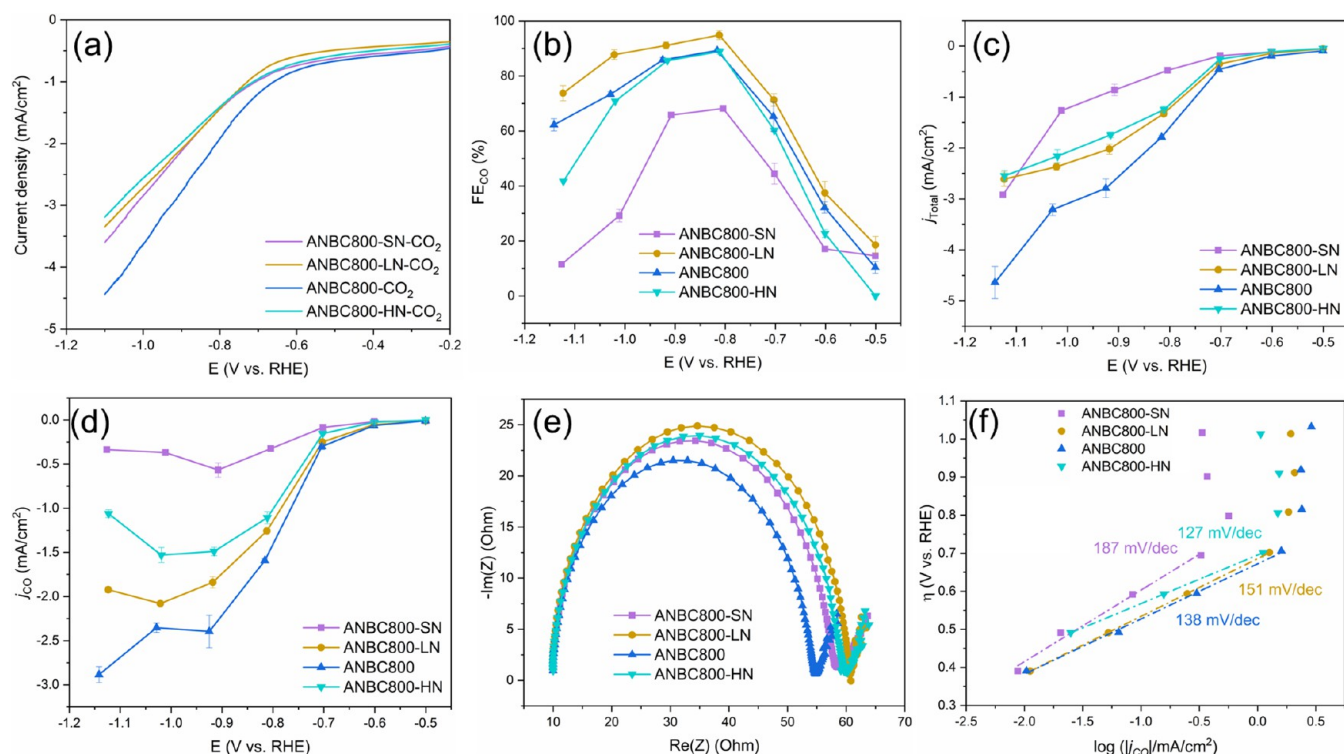 (a)
0
-1
-2
-3
-4
-5
Current density (mA/cm²)
ANBC800-SN-CO₂
ANBC800-LN-CO₂
ANBC800-CO₂
ANBC800-HN-CO₂
-1.2 -1.0 -0.8 -0.6 -0.4 -0.2
E (V vs. RHE)
(b)
100
80
60
40
20
0
FE_CO (%)
ANBC800-SN
ANBC800-LN
ANBC800
ANBC800-HN
-1.2 -1.1 -1.0 -0.9 -0.8 -0.7 -0.6 -0.5
E (V vs. RHE)
(c)
0
-1
-2
-3
-4
-5
j_Total (mA/cm²)
ANBC800-SN
ANBC800-LN
ANBC800
ANBC800-HN
-1.2 -1.1 -1.0 -0.9 -0.8 -0.7 -0.6 -0.5
E (V vs. RHE)
(d)
0.0
-0.5
-1.0
-1.5
-2.0
-2.5
-3.0
j_CO (mA/cm²)
ANBC800-SN
ANBC800-LN
ANBC800
ANBC800-HN
-1.2 -1.1 -1.0 -0.9 -0.8 -0.7 -0.6 -0.5
E (V vs. RHE)
(e)
25
20
15
10
5
0
-Im(Z) (Ohm)
ANBC800-SN
ANBC800-LN
ANBC800
ANBC800-HN
10 20 30 40 50 60 70
Re(Z) (Ohm)
(f)
1.1
1.0
0.9
0.8
0.7
0.6
0.5
0.4
0.3
η (V vs. RHE)
ANBC800-SN
ANBC800-LN
ANBC800
ANBC800-HN
127 mV/dec
187 mV/dec
151 mV/dec
138 mV/dec
-2.5 -2.0 -1.5 -1.0 -0.5 0.0 0.5
log (|j_CO|/mA/cm²)